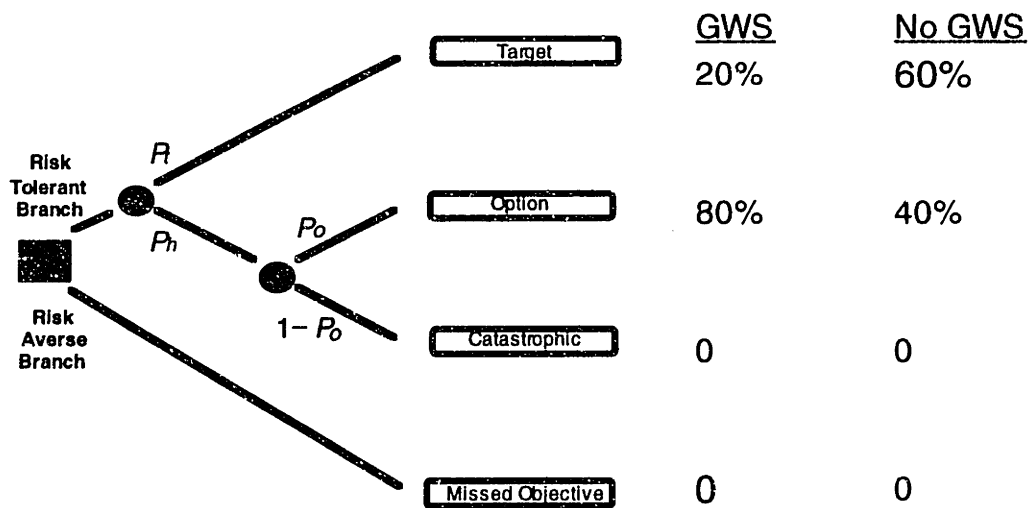 GWS No GWS
Target 20% 60%
Risk
Tolerant
Branch
Pt
Pn
Po
Option 80% 40%
1– Po
Catastrophic 0 0
Risk
Averse
Branch
Missed Objective 0 0